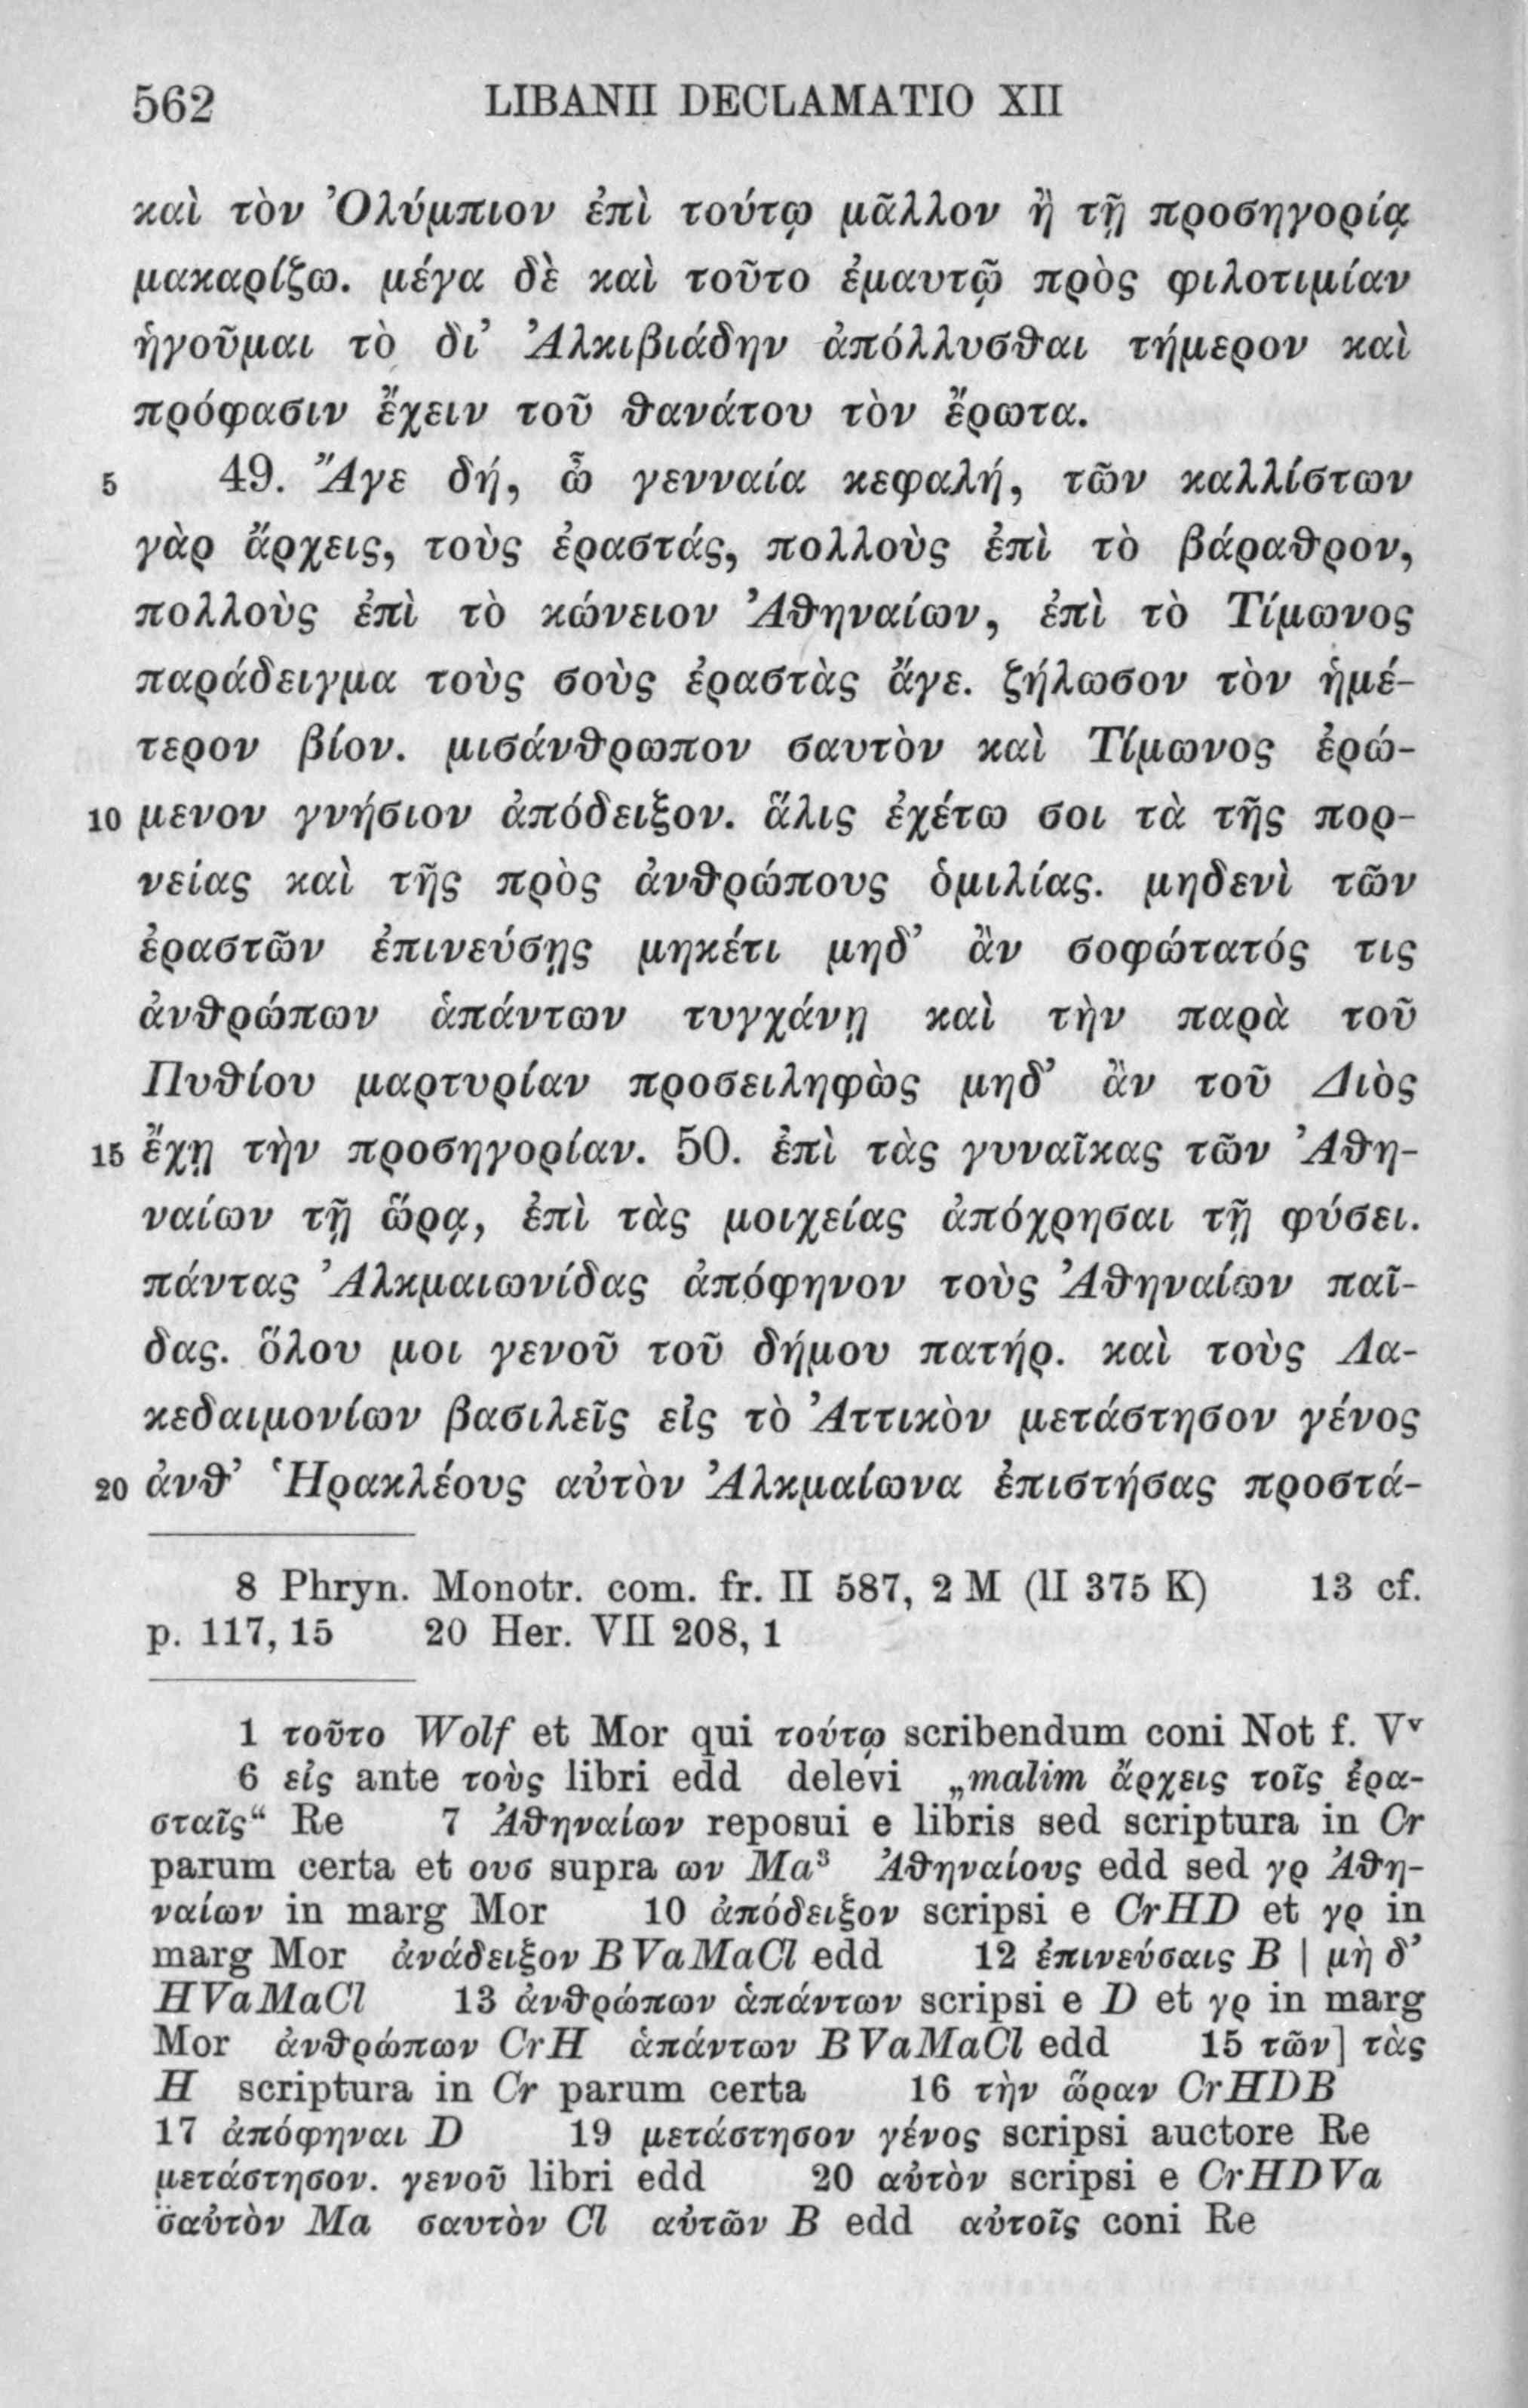 562 LIBANII DECLAMATIO XII
καὶ τὸν Ὀλύμπιον ἐπὶ τούτῳ μᾶλλον ἢ τῇ προσηγορίᾳ
μακαρίζω. μέγα δὲ καὶ τοῦτο ἐμαυτῷ πρὸς φιλοτιμίαν
ἡγοῦμαι τὸ δι’ Ἀλκιβιάδην ἀπόλλυσθαι τήμερον καὶ
πρόφασιν ἔχειν τοῦ θανάτου τὸν ἔρωτα.
5 49. Ἄγε δή, ὦ γενναία κεφαλή, τῶν καλλίστων
γὰρ ἄρχεις, τοὺς ἐραστάς, πολλοὺς ἐπὶ τὸ βάραθρον,
πολλοὺς ἐπὶ τὸ κώνειον Ἀθηναίων, ἐπὶ τὸ Τίμωνος
παράδειγμα τοὺς σοὺς ἐραστὰς ἄγε. ζήλωσον τὸν ἡμέ-
τερον βίον. μισάνθρωπον σαυτὸν καὶ Τίμωνος ἐρώ-
10 μενον γνήσιον ἀπόδειξον. ἅλις ἐχέτω σοι τὰ τῆς πορ-
νείας καὶ τῆς πρὸς ἀνθρώπους ὁμιλίας. μηδενὶ τῶν
ἐραστῶν ἐπινεύσῃς μηκέτι μηδ’ ἂν σοφώτατός τις
ἀνθρώπων ἁπάντων τυγχάνῃ καὶ τὴν παρὰ τοῦ
Πυθίου μαρτυρίαν προσειληφὼς μηδ’ ἂν τοῦ Διὸς
15 ἔχῃ τὴν προσηγορίαν. 50. ἐπὶ τὰς γυναῖκας τῶν Ἀθη-
ναίων τῇ ὥρᾳ, ἐπὶ τὰς μοιχείας ἀπόχρησαι τῇ φύσει.
πάντας Ἀλκμαιωνίδας ἀπόφηνον τοὺς Ἀθηναίων παῖ-
δας. ὅλου μοι γενοῦ τοῦ δήμου πατήρ. καὶ τοὺς Λα-
κεδαιμονίων βασιλεῖς εἰς τὸ Ἀττικὸν μετάστησον γένος
20 ἀνθ’ Ἡρακλέους αὐτὸν Ἀλκμαίωνα ἐπιστήσας προστά-
8 Phryn. Monotr. com. fr. II 587, 2 M (II 375 K) 13 cf.
p. 117, 15 20 Her. VII 208, 1
1 τοῦτο Wolf et Mor qui τούτῳ scribendum coni Not f. Vᵛ
6 εἰς ante τοὺς libri edd delevi „malim ἄρχεις τοῖς ἐρα-
σταῖς“ Re 7 Ἀθηναίων reposui e libris sed scriptura in Cr
parum certa et ουσ supra ων Ma³ Ἀθηναίους edd sed γρ Ἀθη-
ναίων in marg Mor 10 ἀπόδειξον scripsi e CrHD et γρ in
marg Mor ἀνάδειξον BVaMaCl edd 12 ἐπινεύσαις B | μὴ δ’
HVaMaCl 13 ἀνθρώπων ἁπάντων scripsi e D et γρ in marg
Mor ἀνθρώπων CrH ἁπάντων BVaMaCl edd 15 τῶν] τὰς
H scriptura in Cr parum certa 16 τὴν ὥραν CrHDB
17 ἀπόφηναι D 19 μετάστησον γένος scripsi auctore Re
μετάστησον. γενοῦ libri edd 20 αὐτὸν scripsi e CrHDVa
σαὐτὸν Ma σαυτὸν Cl αὐτῶν B edd αὐτοῖς coni Re